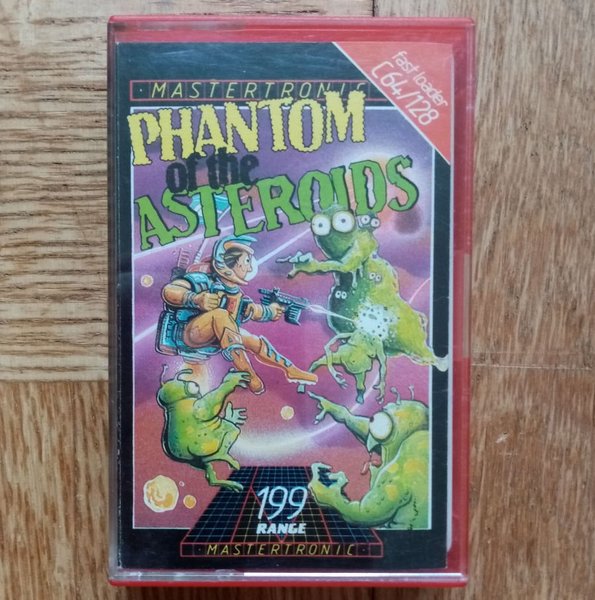 fast loader
C64/128
MASTERTRONIC
PHANTOM
of the
ASTEROIDS
199
RANGE
MASTERTRONIC